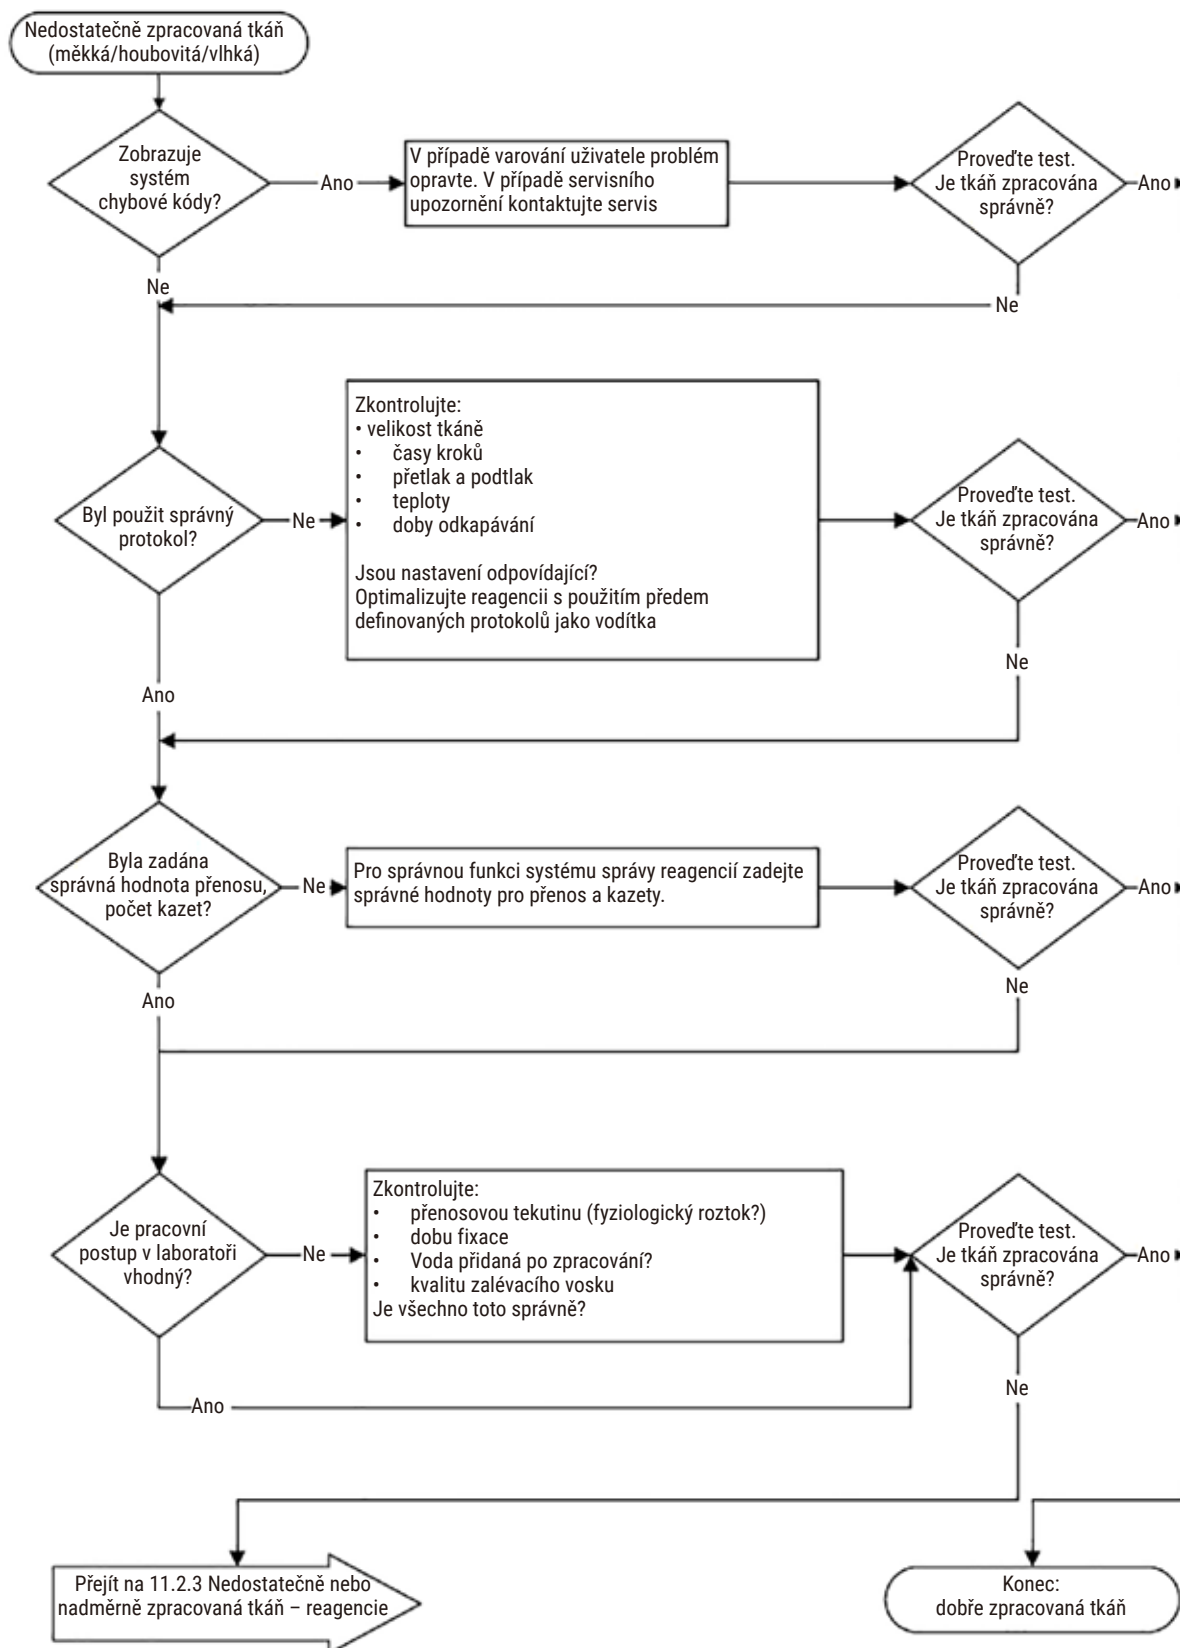 Nedostatečně zpracovaná tkáň
(měkká/houbovitá/vlhká)
Zobrazuje
systém
chybové kódy?
Ano
V případě varování uživatele problém
opravte. V případě servisního
upozornění kontaktujte servis
Proveďte test.
Je tkáň zpracována
správně?
Ano
Ne
Ne
Byl použit správný
protokol?
Ne
Zkontrolujte:
• velikost tkáně
• časy kroků
• přetlak a podtlak
• teploty
• doby odkapávání
Jsou nastavení odpovídající?
Optimalizujte reagencii s použitím předem
definovaných protokolů jako vodítka
Proveďte test.
Je tkáň zpracována
správně?
Ano
Ne
Ano
Byla zadána
správná hodnota přenosu,
počet kazet?
Ne
Pro správnou funkci systému správy reagencií zadejte
správné hodnoty pro přenos a kazety.
Proveďte test.
Je tkáň zpracována
správně?
Ano
Ne
Ano
Je pracovní
postup v laboratoři
vhodný?
Ne
Zkontrolujte:
• přenosovou tekutinu (fyziologický roztok?)
• dobu fixace
• Voda přidaná po zpracování?
• kvalitu zalévacího vosku
Je všechno toto správně?
Proveďte test.
Je tkáň zpracována
správně?
Ano
Ne
Ano
Přejít na 11.2.3 Nedostatečně nebo
nadměrně zpracovaná tkáň – reagencie
Konec:
dobře zpracovaná tkáň